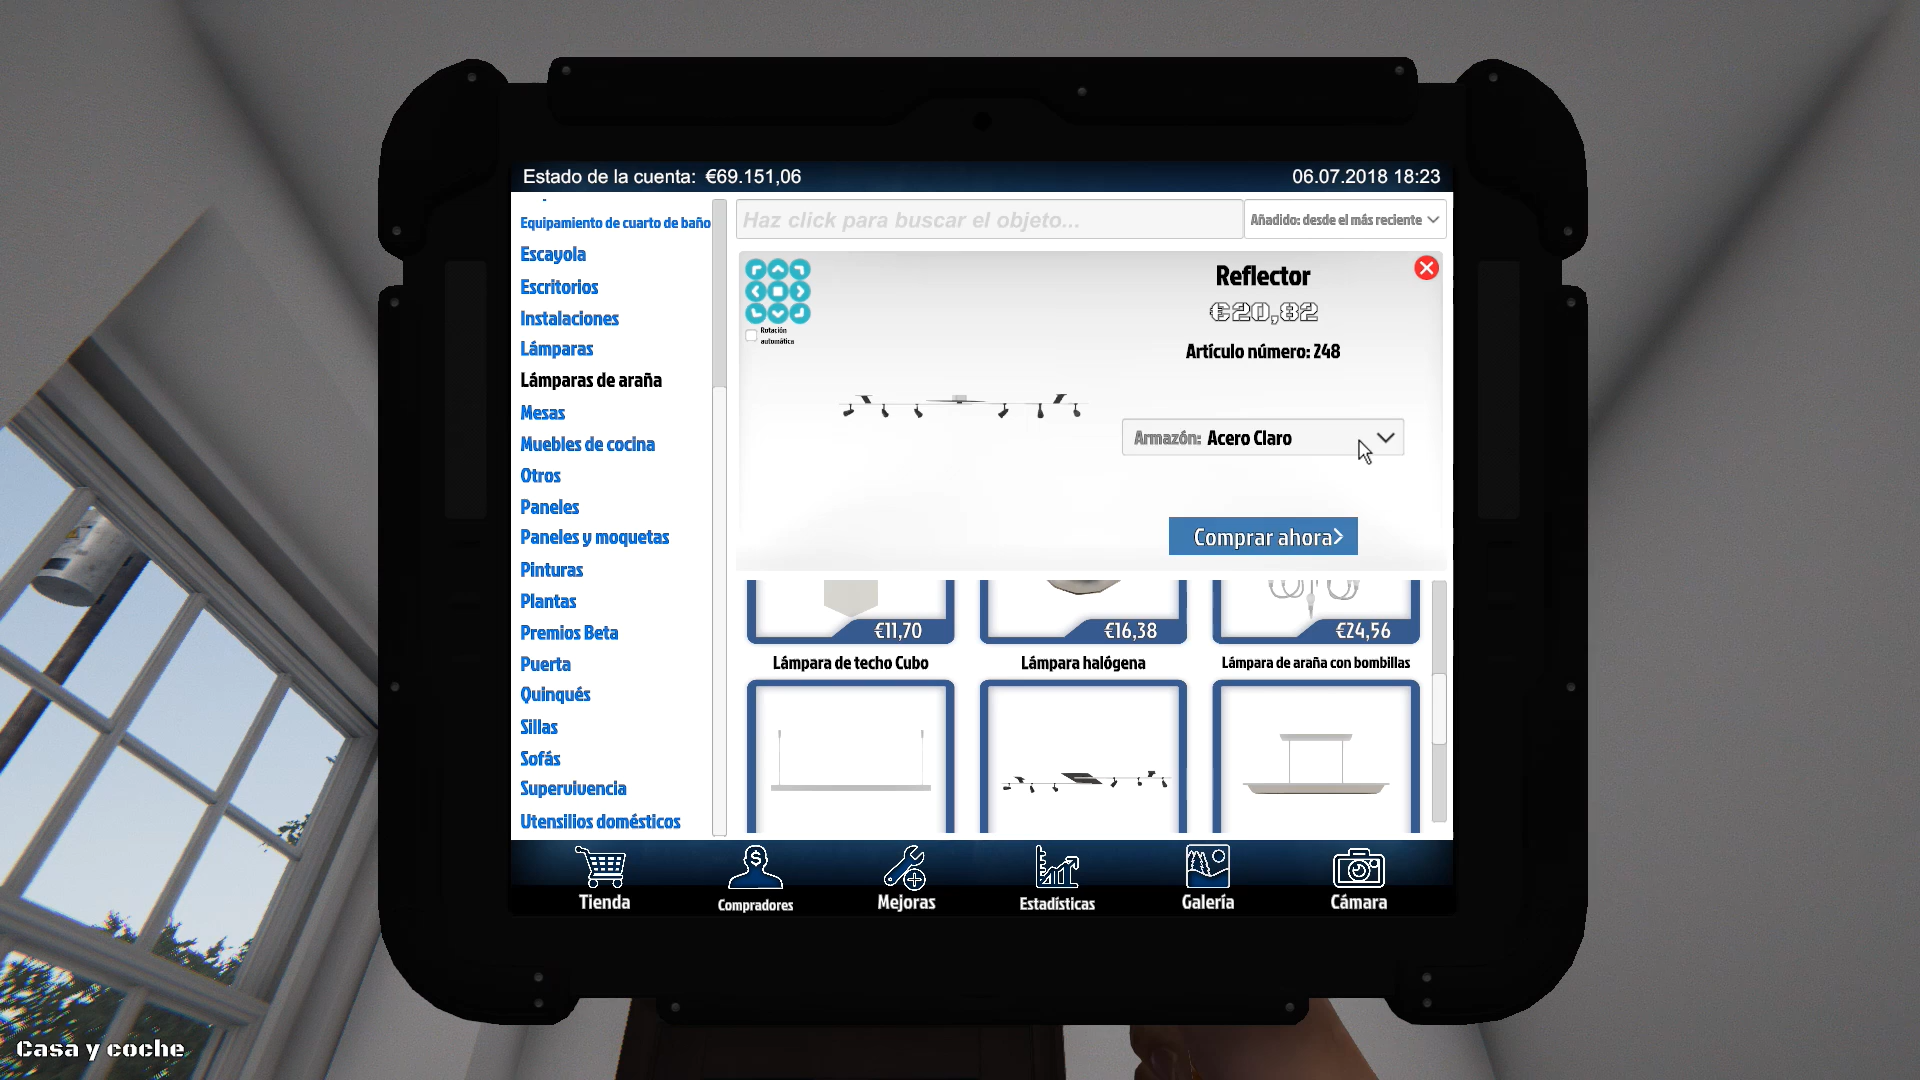 Estado de la cuenta: €69.151,06
06.07.2018 18:23
Equipamiento de cuarto de baño
Escayola
Escritorios
Instalaciones
Lámparas
Lámparas de araña
Mesas
Muebles de cocina
Otros
Paneles
Paneles y moquetas
Pinturas
Plantas
Premios Beta
Puerta
Quinqués
Sillas
Sofás
Supervivencia
Utensilios domésticos
Haz click para buscar el objeto...
Añadido: desde el más reciente
Rotación
automática
Reflector
€20,82
Artículo número: 248
Armazón: Acero Claro
Comprar ahora
€11,70
€16,38
€24,56
Lámpara de techo Cubo
Lámpara halógena
Lámpara de araña con bombillas
Tienda
Compradores
Mejoras
Estadísticas
Galería
Cámara
Casa y coche